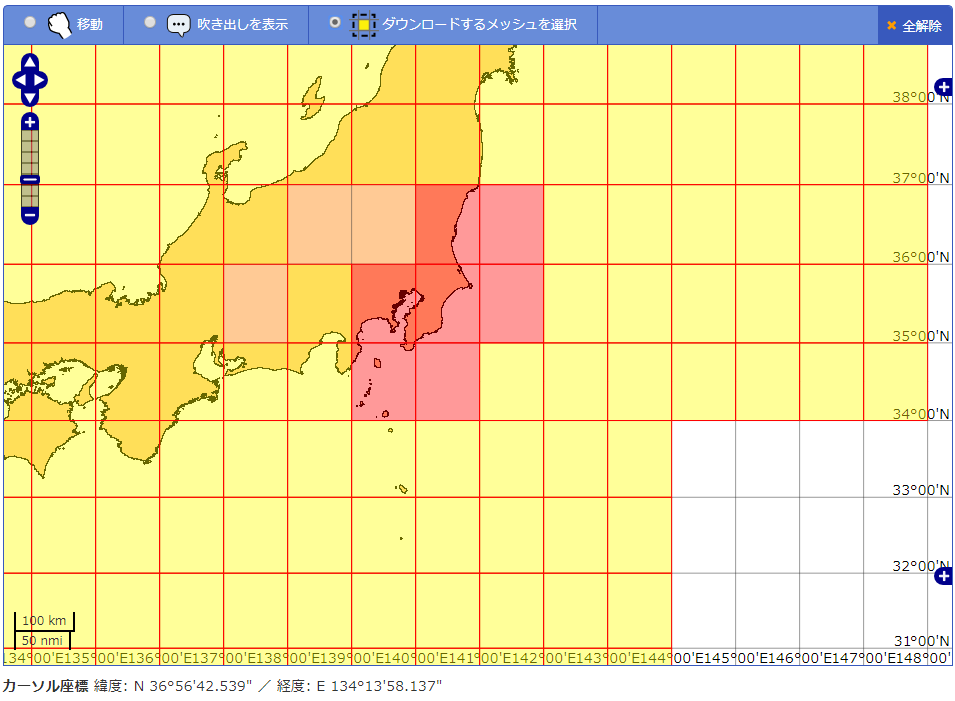 移動 吹き出しを表示 ダウンロードするメッシュを選択 ✖ 全解除
38°00'N
37°00'N
36°00'N
35°00'N
34°00'N
33°00'N
32°00'N
31°00'N
100 km
50 nmi
134°00'E135°00'E136°00'E137°00'E138°00'E139°00'E140°00'E141°00'E142°00'E143°00'E144°00'E145°00'E146°00'E147°00'E148°00'
カーソル座標 緯度: N 36°56'42.539" ／ 経度: E 134°13'58.137"